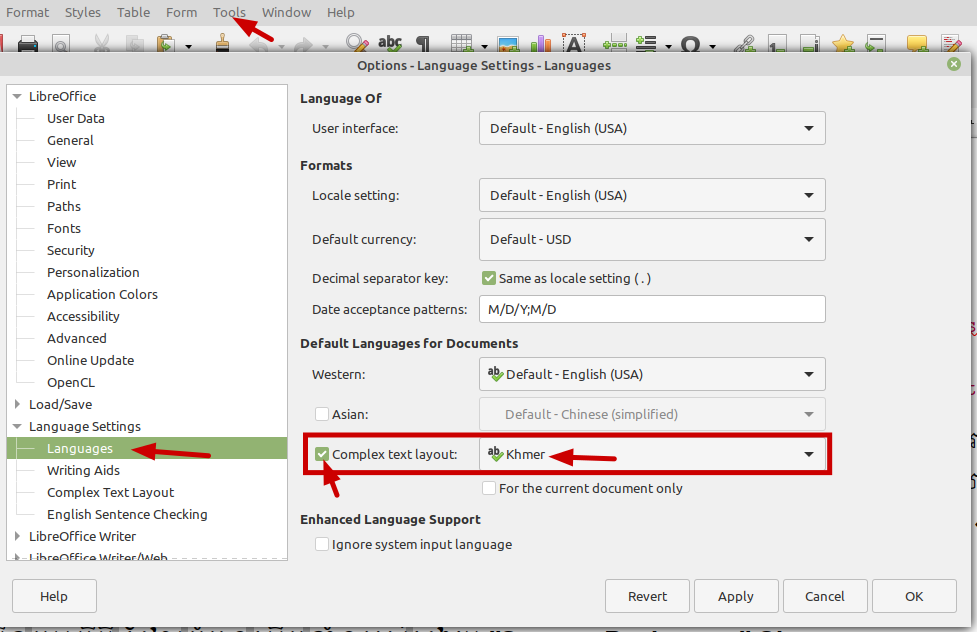 Format Styles Table Form Tools Window Help
Options - Language Settings - Languages
LibreOffice
User Data
General
View
Print
Paths
Fonts
Security
Personalization
Application Colors
Accessibility
Advanced
Online Update
OpenCL
Load/Save
Language Settings
Languages
Writing Aids
Complex Text Layout
English Sentence Checking
LibreOffice Writer
LibreOffice Writer/Web
Language Of
User interface: Default - English (USA)
Formats
Locale setting: Default - English (USA)
Default currency: Default - USD
Decimal separator key: Same as locale setting ( . )
Date acceptance patterns: M/D/Y;M/D
Default Languages for Documents
Western: Default - English (USA)
Asian: Default - Chinese (simplified)
Complex text layout: Khmer
For the current document only
Enhanced Language Support
Ignore system input language
Help Revert Apply Cancel OK